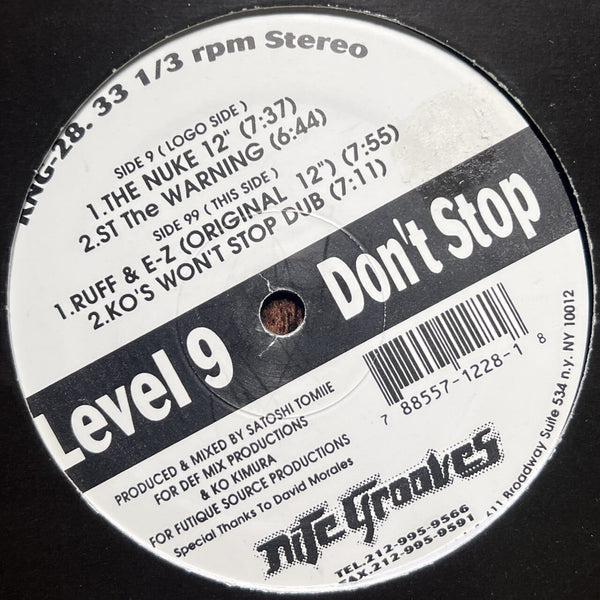 KNG-28. 33 1/3 rpm Stereo
SIDE 9 ( LOGO SIDE )
1.THE NUKE 12" (7:37)
2.ST The WARNING (6:44)
SIDE 99 ( THIS SIDE )
1.RUFF & E-Z (ORIGINAL 12") (7:55)
2.KO'S WON'T STOP DUB (7:11)
Level 9 Don't Stop
7 88557-1228-1 8
PRODUCED & MIXED BY SATOSHI TOMIIE
FOR DEF MIX PRODUCTIONS
& KO KIMURA
FOR FUTIQUE SOURCE PRODUCTIONS
Special Thanks To David Morales
nite Grooves
611 Broadway Suite 534 n.y. NY 10012
TEL.212-995-9566
FAX.212-995-9591